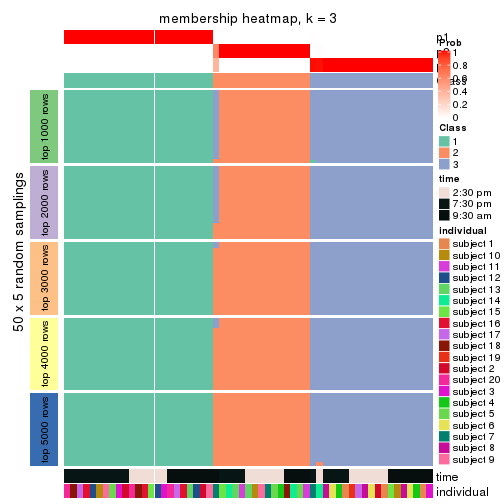 membership heatmap, k = 3
p1
Prob
1
0.8
0.6
0.4
0.2
0
Class
1
2
3
time
2:30 pm
7:30 pm
9:30 am
individual
subject 1
subject 10
subject 11
subject 12
subject 13
subject 14
subject 15
subject 16
subject 17
subject 18
subject 19
subject 2
subject 20
subject 3
subject 4
subject 5
subject 6
subject 7
subject 8
subject 9
50 x 5 random samplings
top 1000 rows
top 2000 rows
top 3000 rows
top 4000 rows
top 5000 rows
time
individual